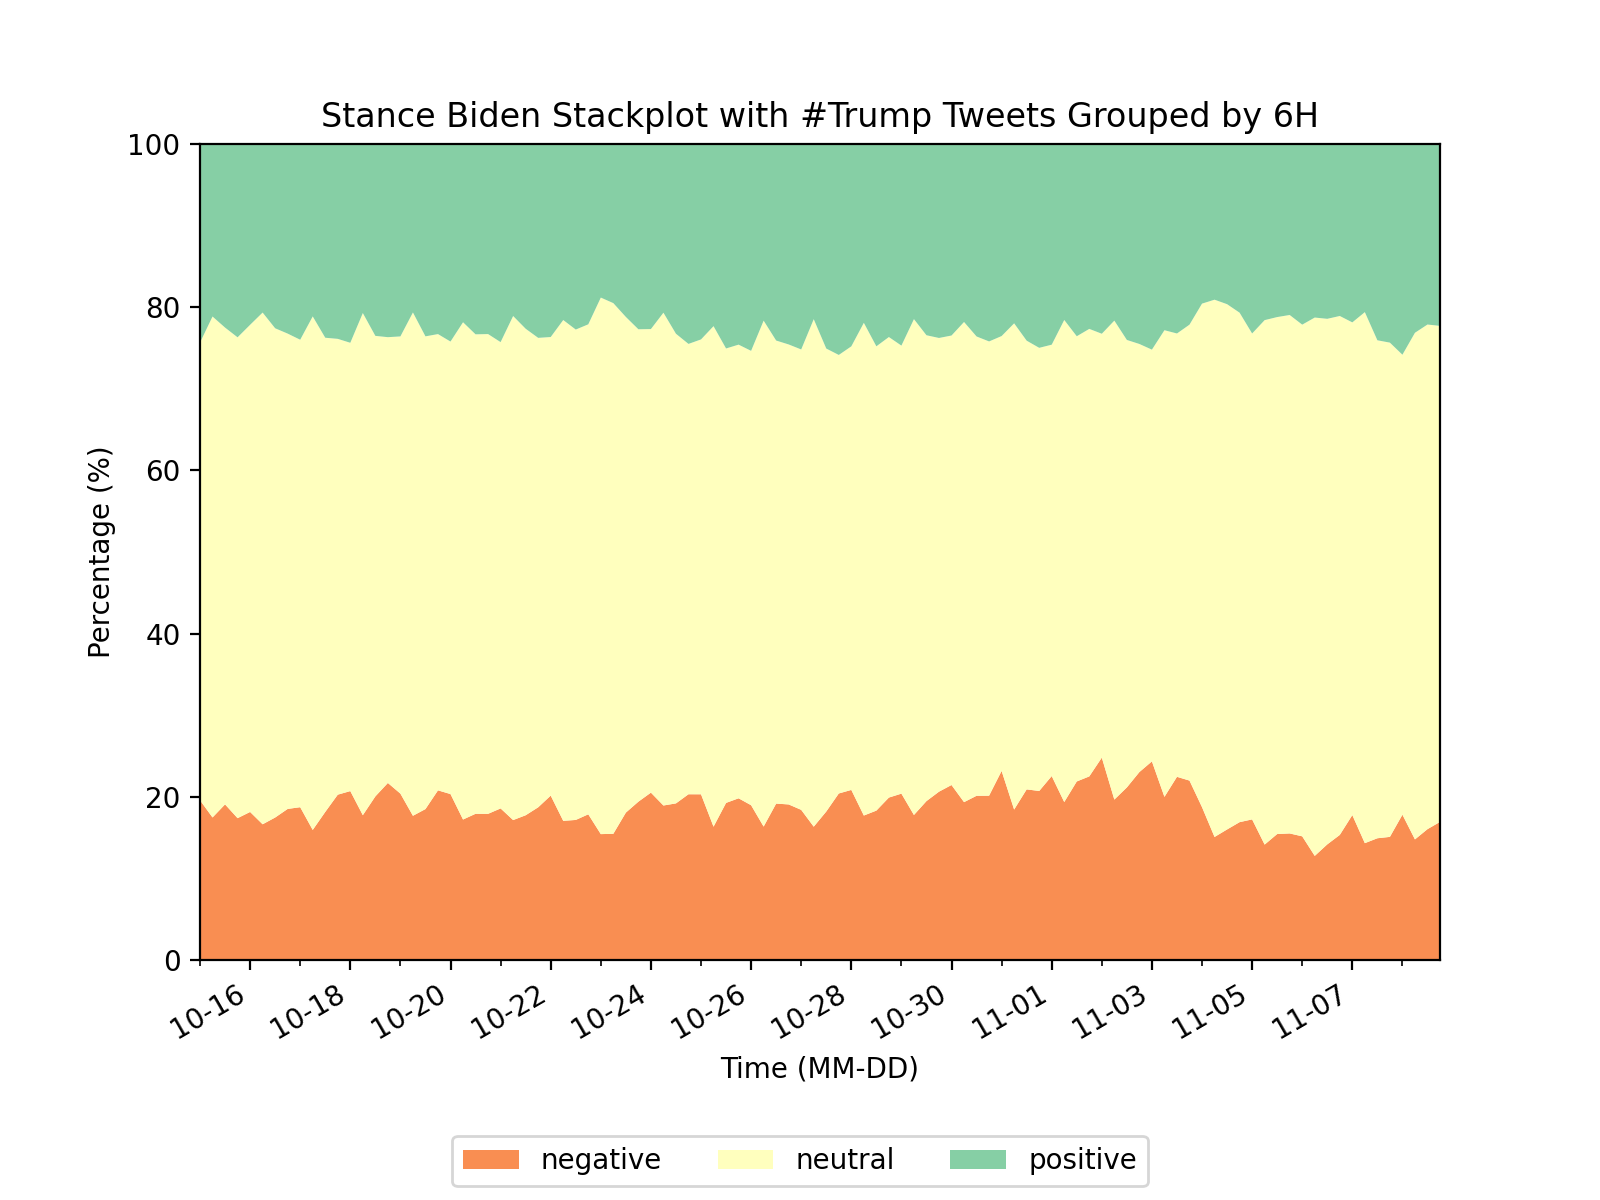 Stance Biden Stackplot with #Trump Tweets Grouped by 6H
100
80
60
40
20
0
Percentage (%)
10-16 10-18 10-20 10-22 10-24 10-26 10-28 10-30 11-01 11-03 11-05 11-07
Time (MM-DD)
negative neutral positive